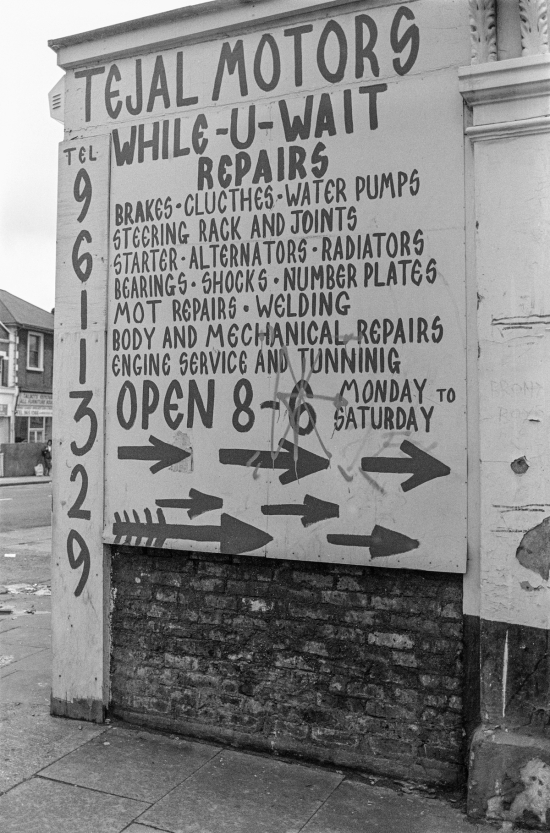 TEJAL MOTORS
WHILE-U-WAIT
REPAIRS
BRAKES · CLUCTHES · WATER PUMPS
STEERING RACK AND JOINTS
STARTER · ALTERNATORS · RADIATORS
BEARINGS · SHOCKS · NUMBER PLATES
MOT REPAIRS · WELDING
BODY AND MECHANICAL REPAIRS
ENGINE SERVICE AND TUNNINIG
OPEN 8-6 MONDAY TO
SATURDAY
TEL
9
6
1
1
3
2
9